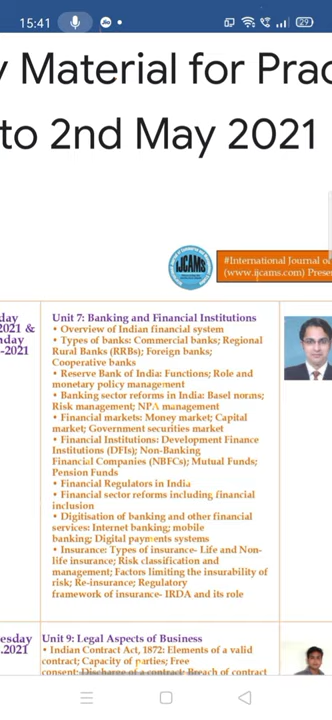 15:41
29
y Material for Prac
to 2nd May 2021
IJCAMS
#International Journal of
(www.ijcams.com) Prese
day
2021 &
nday
-2021
Unit 7: Banking and Financial Institutions
• Overview of Indian financial system
• Types of banks: Commercial banks; Regional
Rural Banks (RRBs); Foreign banks;
Cooperative banks
• Reserve Bank of India: Functions; Role and
monetary policy management
• Banking sector reforms in India: Basel norms;
Risk management; NPA management
• Financial markets: Money market; Capital
market; Government securities market
• Financial Institutions: Development Finance
Institutions (DFIs); Non-Banking
Financial Companies (NBFCs); Mutual Funds;
Pension Funds
• Financial Regulators in India
• Financial sector reforms including financial
inclusion
• Digitisation of banking and other financial
services: Internet banking; mobile
banking; Digital payments systems
• Insurance: Types of insurance- Life and Non-
life insurance; Risk classification and
management; Factors limiting the insurability of
risk; Re-insurance; Regulatory
framework of insurance- IRDA and its role
esday
.2021
Unit 9: Legal Aspects of Business
• Indian Contract Act, 1872: Elements of a valid
contract; Capacity of parties; Free
consent; Discharge of a contract; Breach of contract